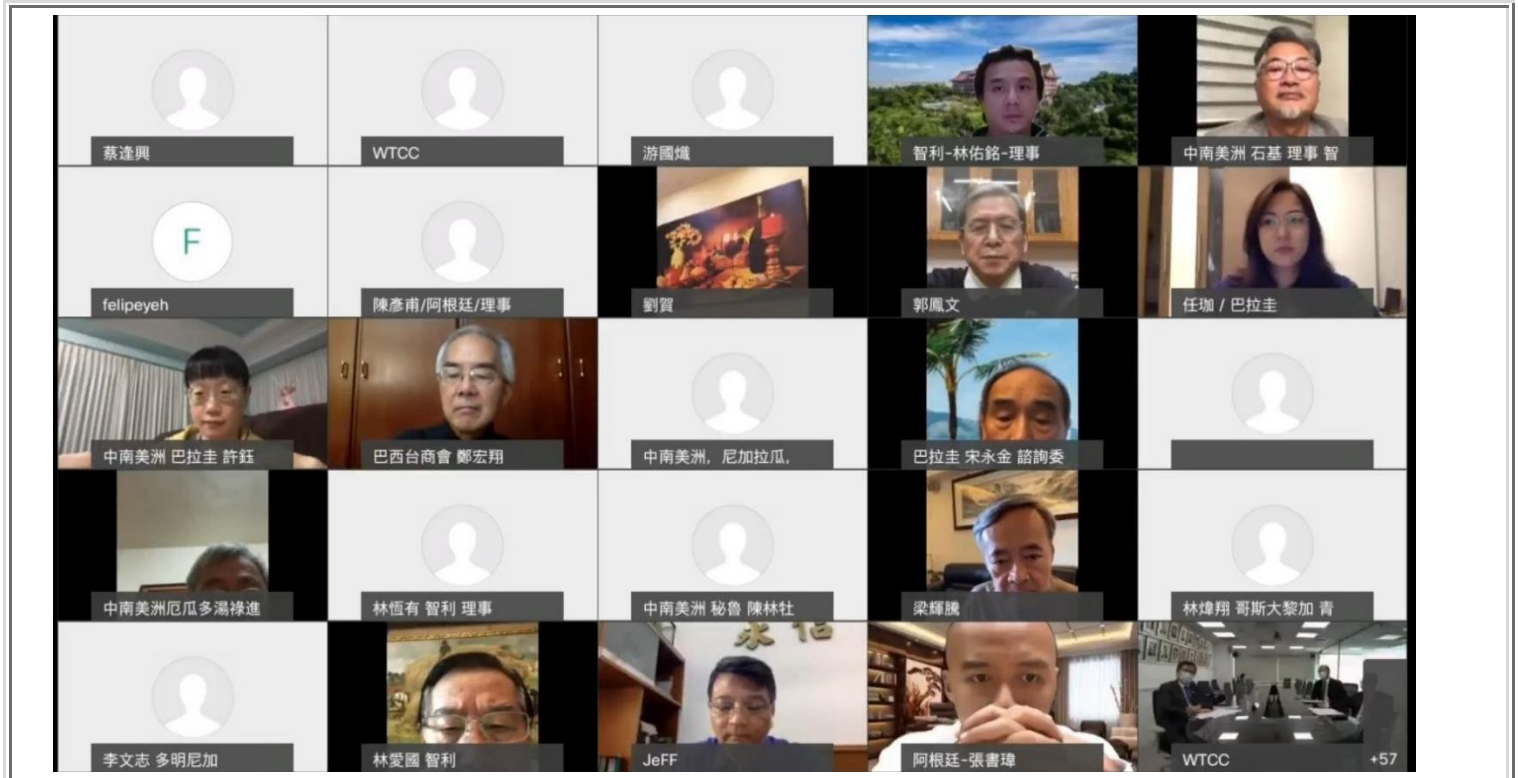 蔡逢興
WTCC
游國熾
智利-林佑銘-理事
中南美洲 石基 理事 智
F
felipeyeh
陳彥甫/阿根廷/理事
劉賀
郭鳳文
任珈 / 巴拉圭
中南美洲 巴拉圭 許鈺
巴西台商會 鄭宏翔
中南美洲，尼加拉瓜，
巴拉圭 宋永金 諮詢委
中南美洲厄瓜多湯祿進
林恆有 智利 理事
中南美洲 秘魯 陳林牡
梁輝騰
林煒翔 哥斯大黎加 青
永信
李文志 多明尼加
林愛國 智利
JeFF
阿根廷-張書瑋
WTCC
+57